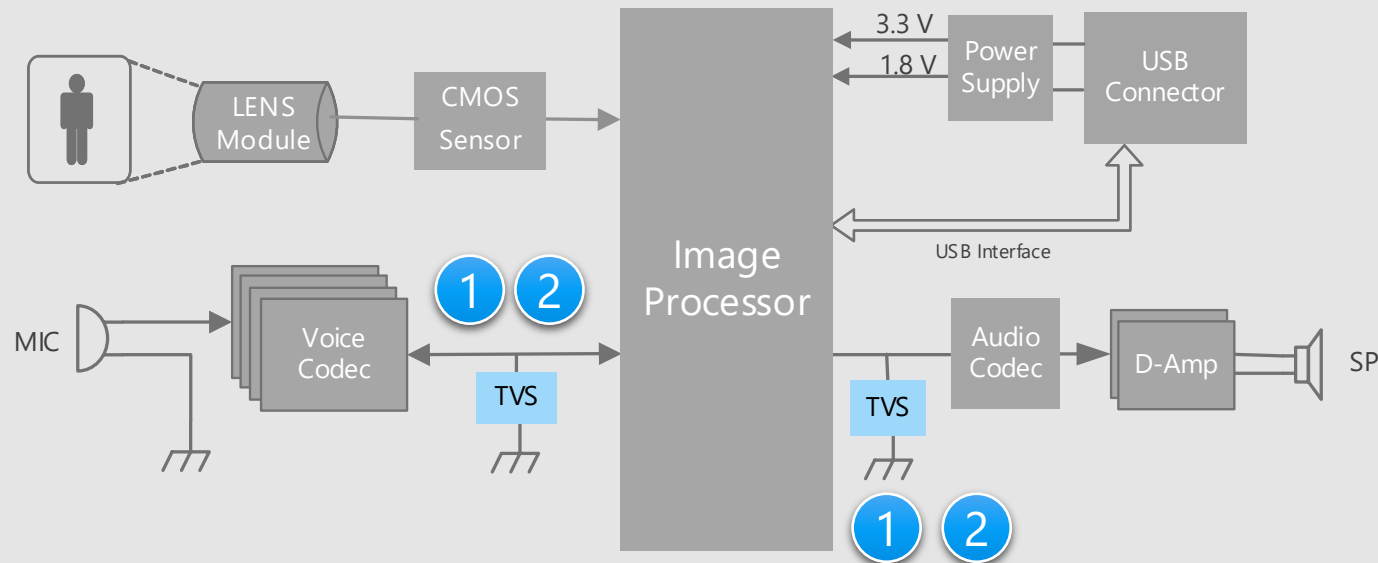 LENS
Module
CMOS
Sensor
Image
Processor
3.3 V
1.8 V
Power
Supply
USB
Connector
USB Interface
MIC
Voice
Codec
1
2
TVS
TVS
1
2
Audio
Codec
D-Amp
SP